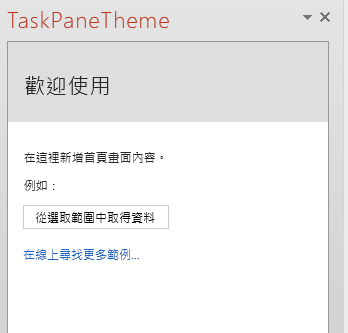 TaskPaneTheme
歡迎使用
在這裡新增首頁畫面內容。
例如：
從選取範圍中取得資料
在線上尋找更多範例...